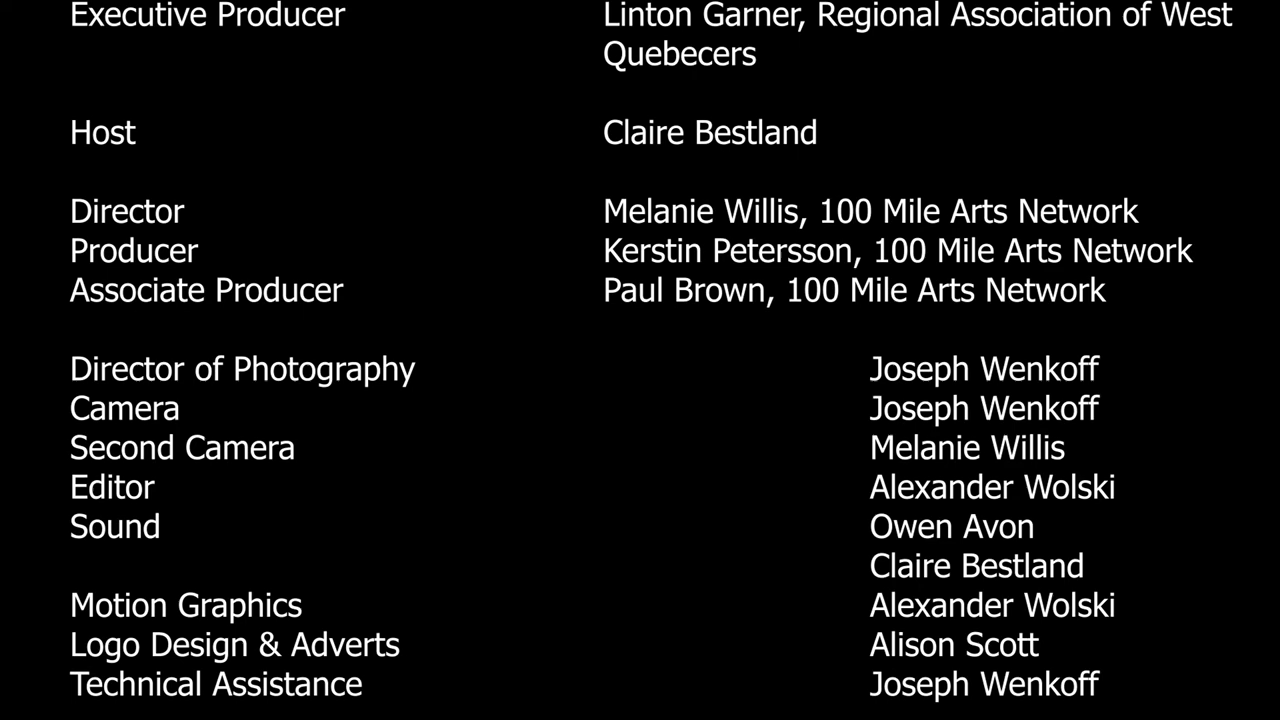 Executive Producer Linton Garner, Regional Association of West
Quebecers
Host Claire Bestland
Director Melanie Willis, 100 Mile Arts Network
Producer Kerstin Petersson, 100 Mile Arts Network
Associate Producer Paul Brown, 100 Mile Arts Network
Director of Photography Joseph Wenkoff
Camera Joseph Wenkoff
Second Camera Melanie Willis
Editor Alexander Wolski
Sound Owen Avon
Claire Bestland
Motion Graphics Alexander Wolski
Logo Design & Adverts Alison Scott
Technical Assistance Joseph Wenkoff